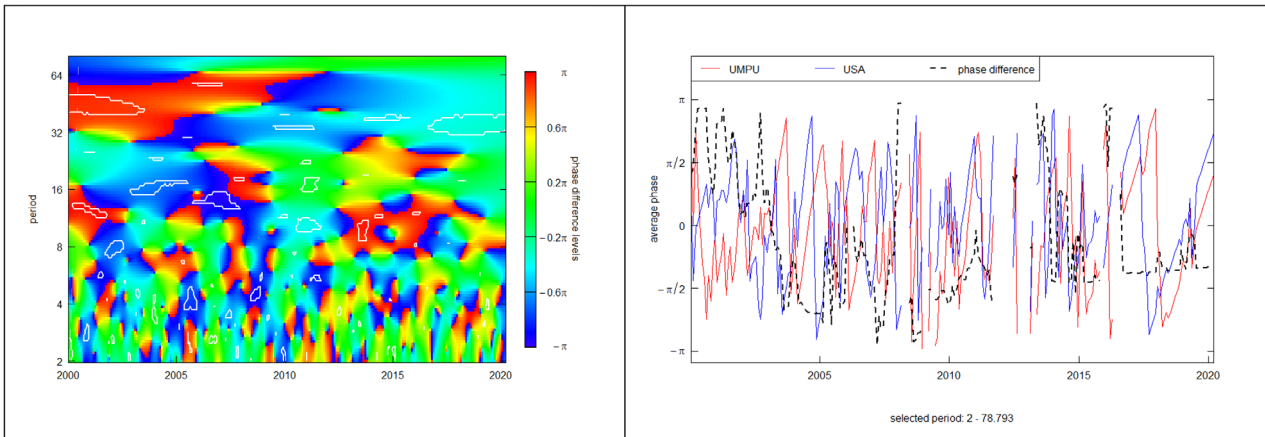 64
32
16
8
4
2
period
2000 2005 2010 2015 2020
π
0.6π
0.2π
−0.2π
−0.6π
−π
phase difference levels
UMPU USA phase difference
π
π/2
0
−π/2
−π
average phase
2005 2010 2015 2020
selected period: 2 - 78.793